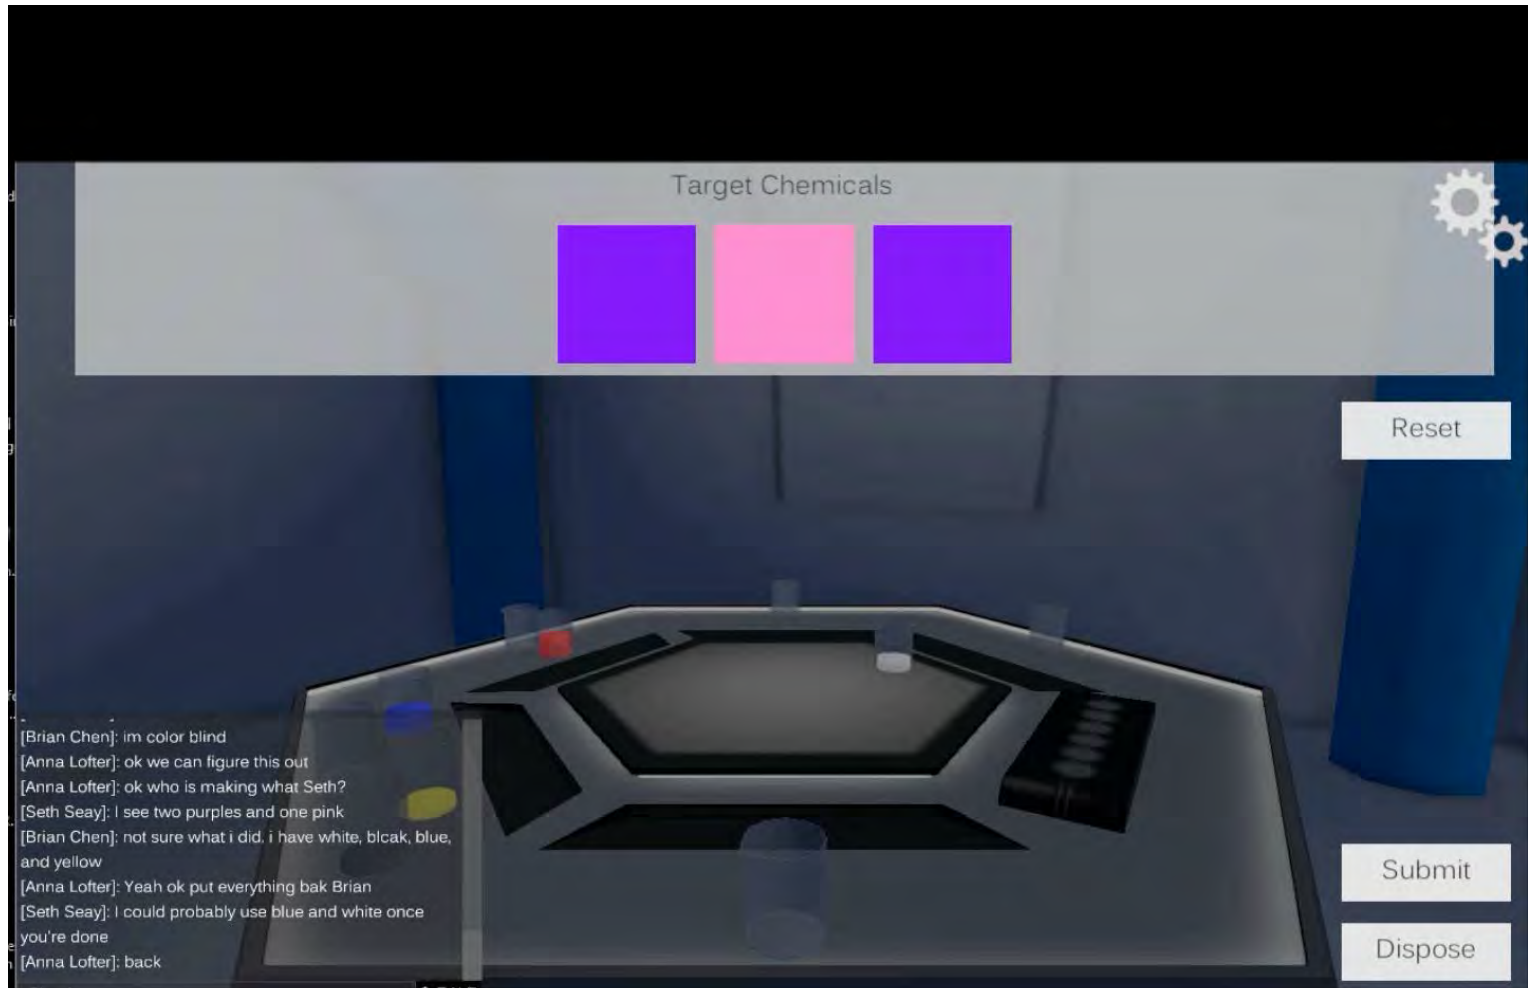 Target Chemicals
Reset
[Brian Chen]: im color blind
[Anna Lofter]: ok we can figure this out
[Anna Lofter]: ok who is making what Seth?
[Seth Seay]: I see two purples and one pink
[Brian Chen]: not sure what i did. i have white, blcak, blue,
and yellow
[Anna Lofter]: Yeah ok put everything bak Brian
[Seth Seay]: I could probably use blue and white once
you're done
[Anna Lofter]: back
Submit
Dispose